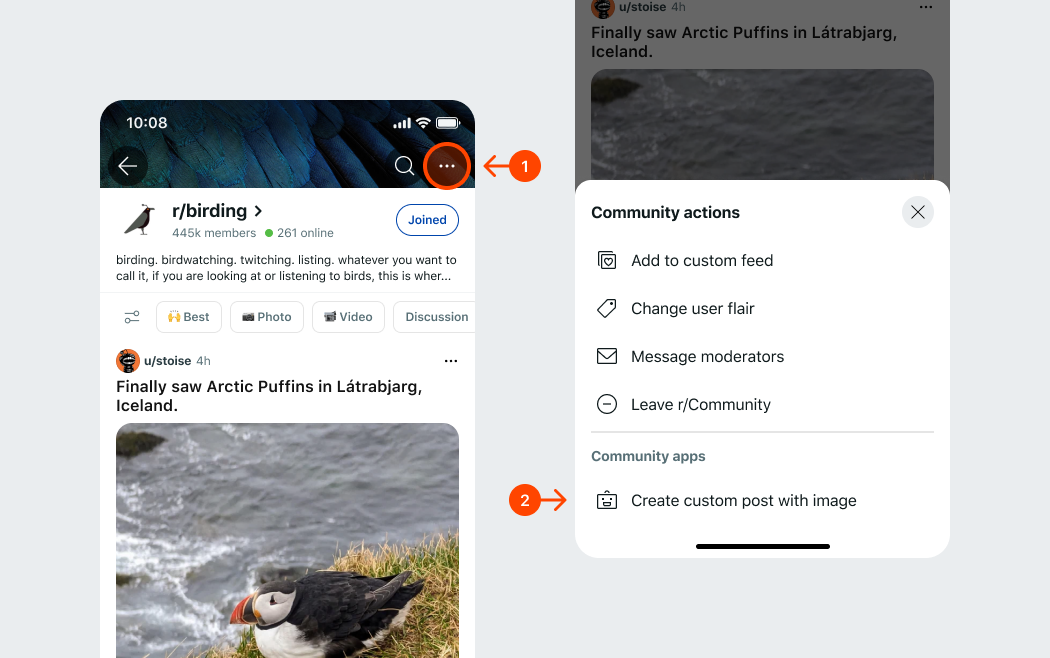 10:08
1
r/birding
445k members 261 online
Joined
birding. birdwatching. twitching. listing. whatever you want to
call it, if you are looking at or listening to birds, this is wher...
Best
Photo
Video
Discussion
u/stoise 4h
Finally saw Arctic Puffins in Látrabjarg,
Iceland.
u/stoise 4h
Finally saw Arctic Puffins in Látrabjarg,
Iceland.
Community actions
Add to custom feed
Change user flair
Message moderators
Leave r/Community
Community apps
2
Create custom post with image